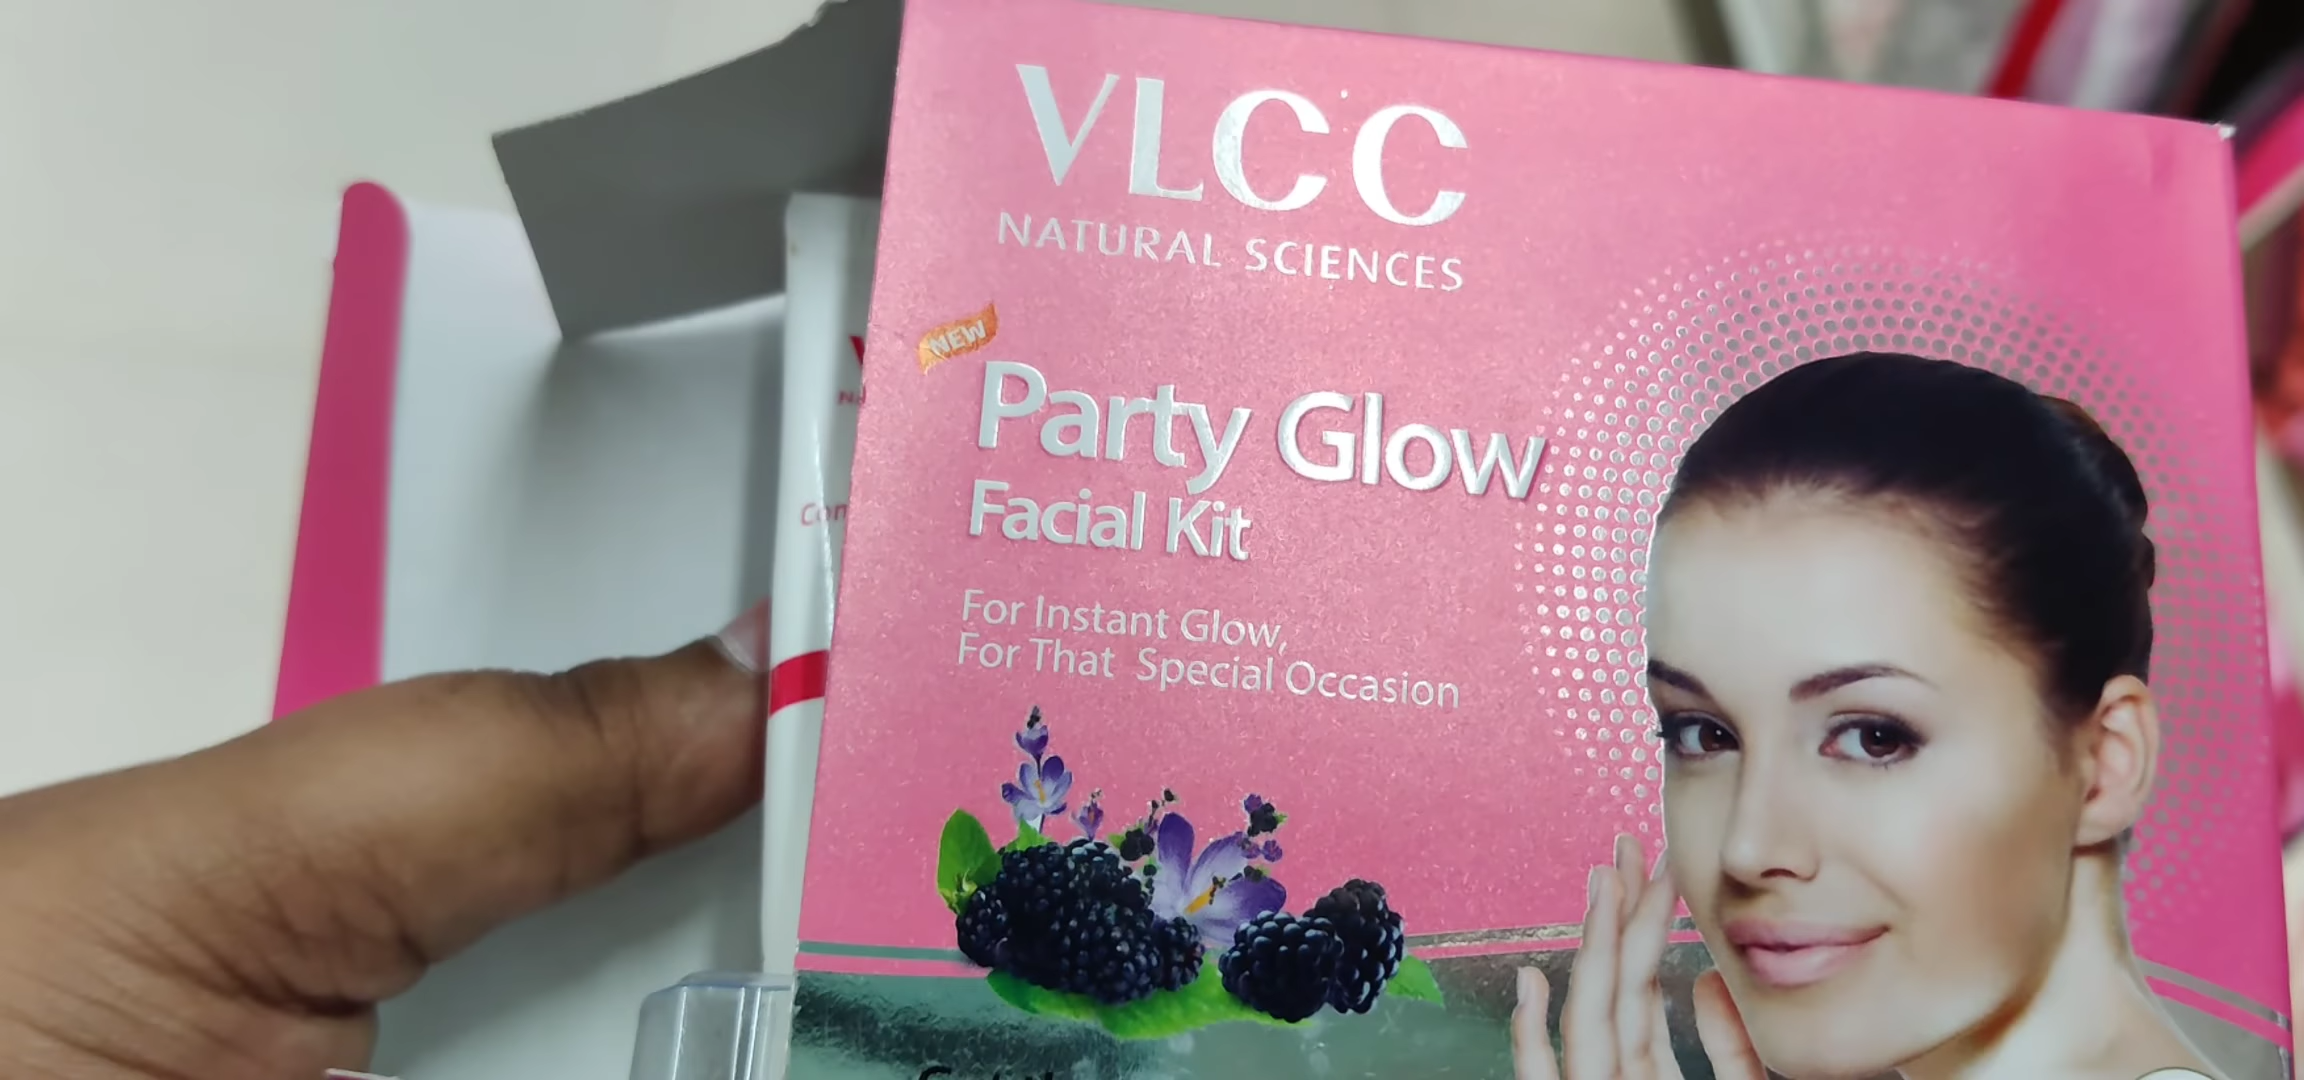 VLCC
NATURAL SCIENCES
NEW
Party Glow
Facial Kit
For Instant Glow,
For That Special Occasion